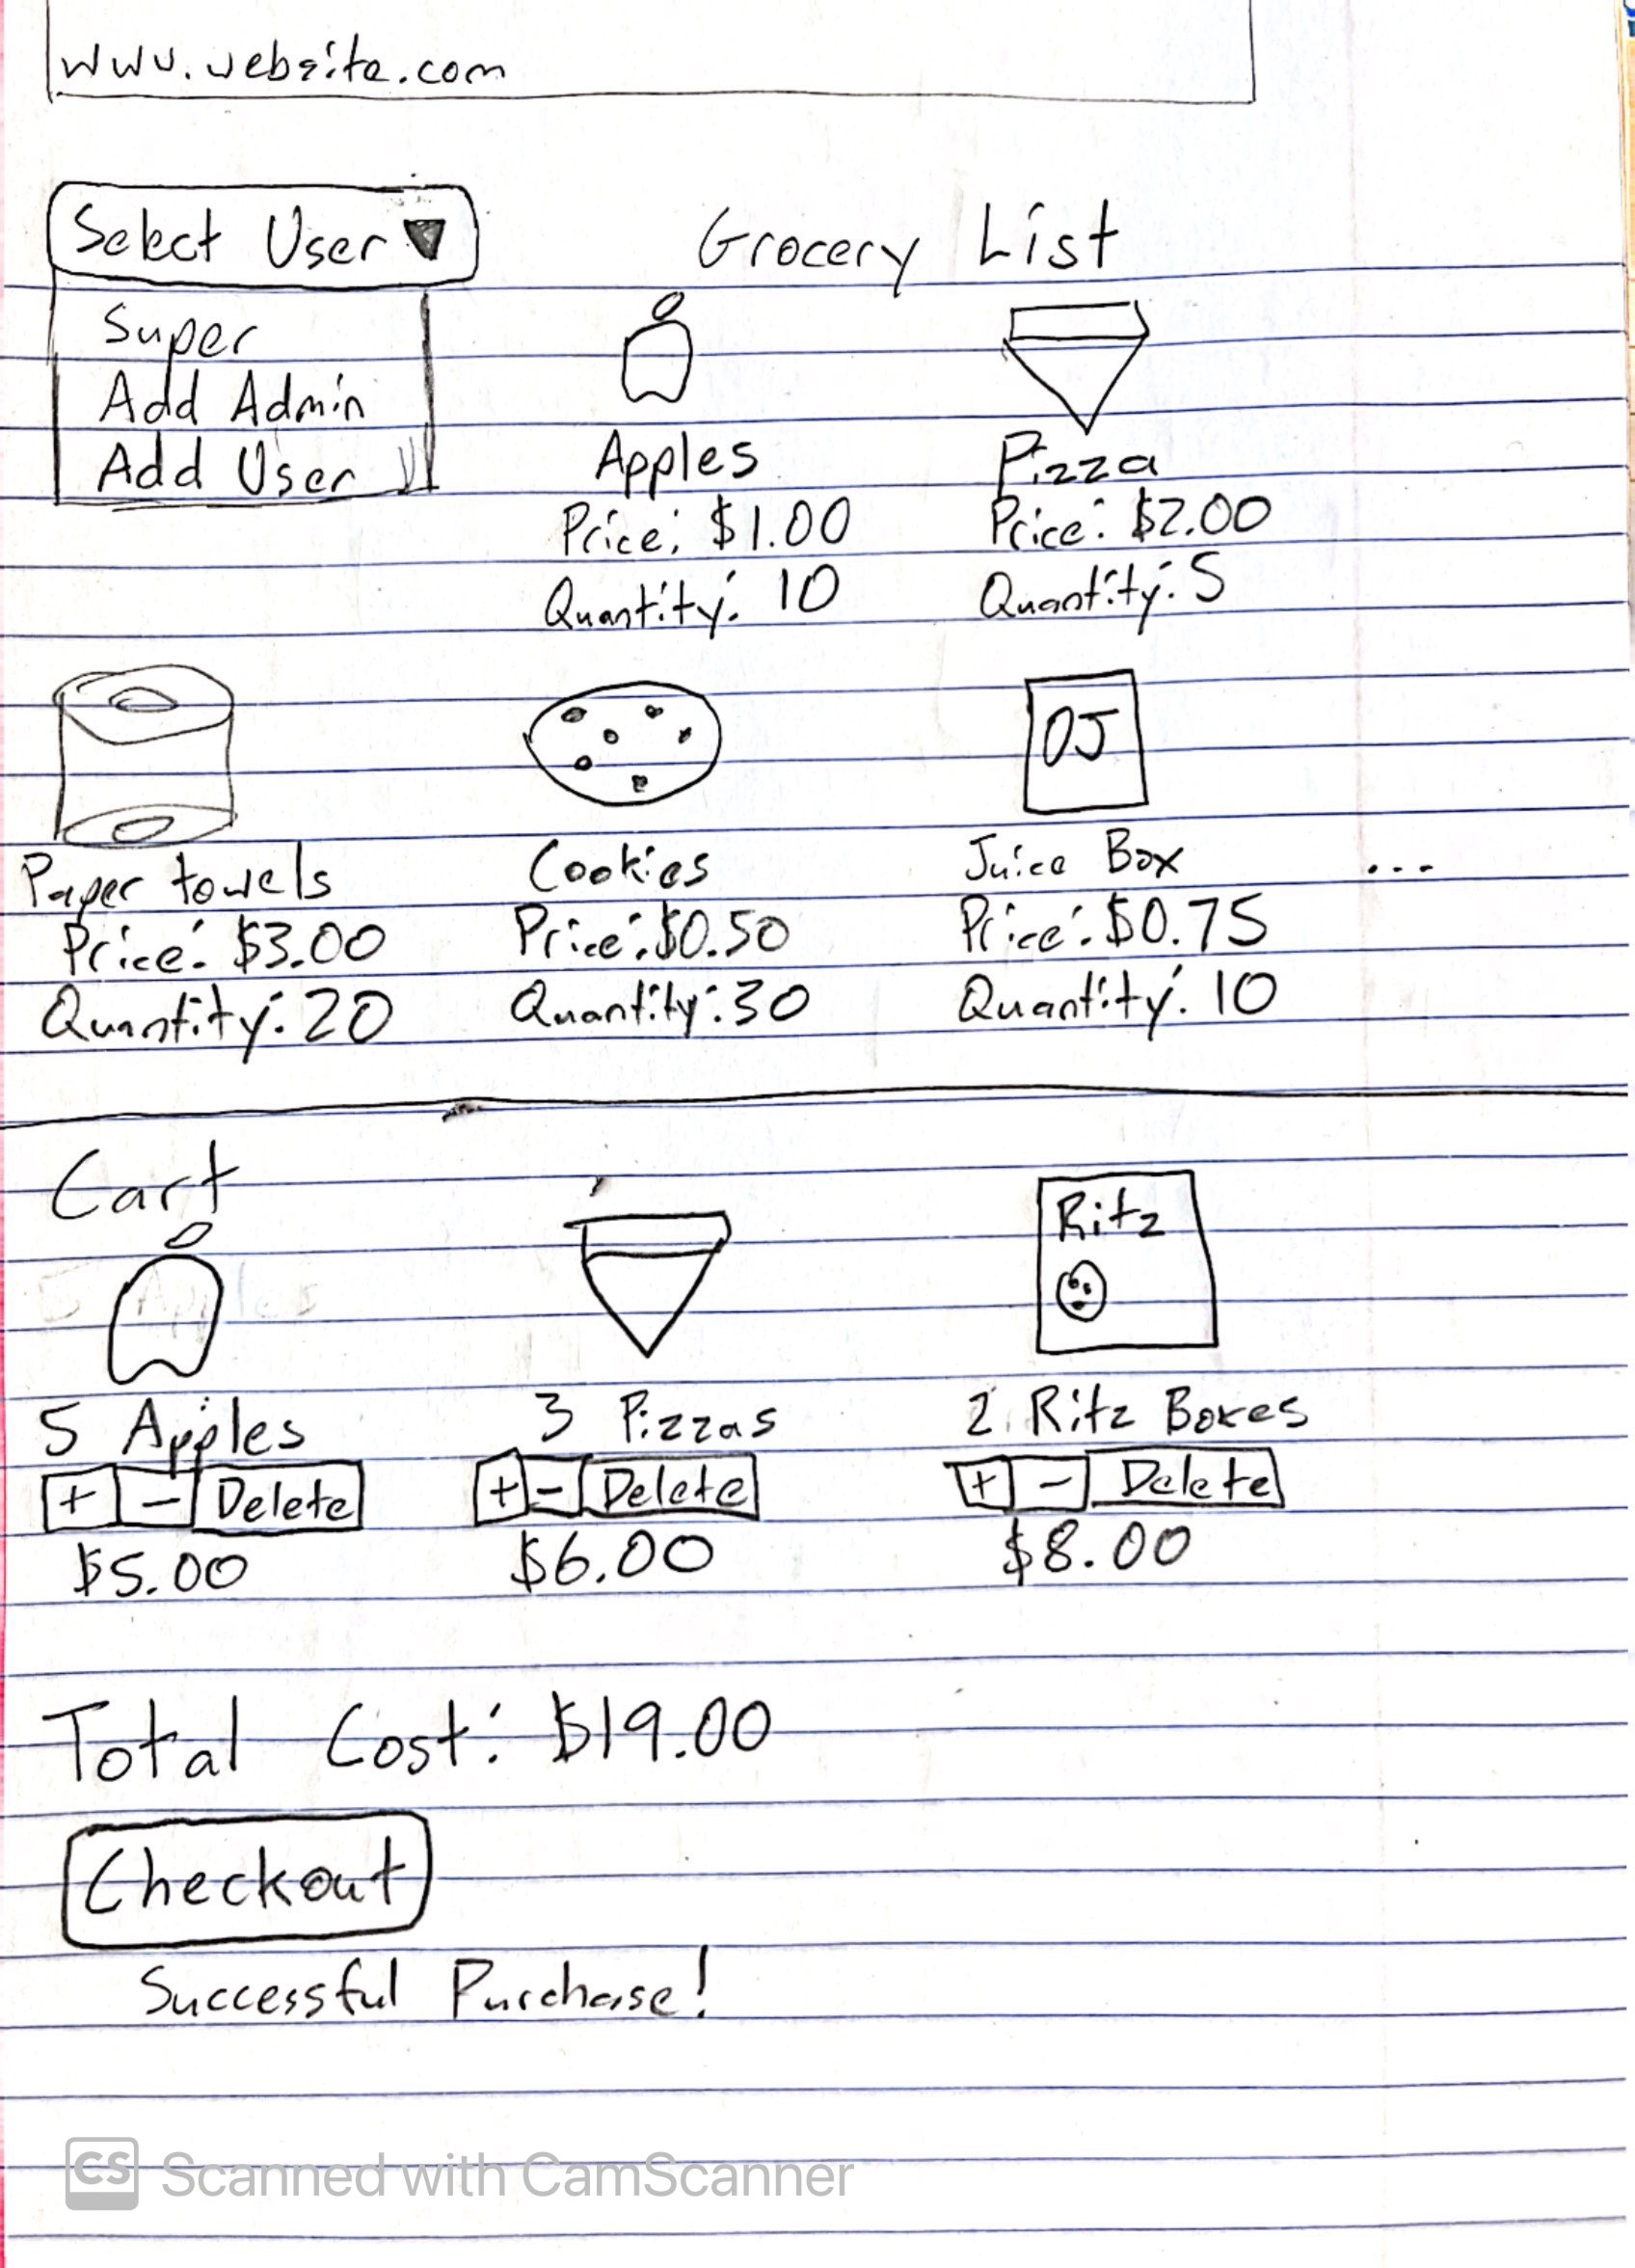 www.website.com
Select User ▼
Super
Add Admin
Add User
Grocery List
Apples
Price: $1.00
Quantity: 10
Pizza
Price: $2.00
Quantity: 5
Paper towels
Price: $3.00
Quantity: 20
Cookies
Price: $0.50
Quantity: 30
OJ
Juice Box
Price: $0.75
Quantity: 10
...
Cart
5 Apples
+ - Delete
$5.00
3 Pizzas
+ - Delete
$6.00
Ritz
2 Ritz Boxes
+ - Delete
$8.00
Total Cost: $19.00
Checkout
Successful Purchase!
CS Scanned with CamScanner